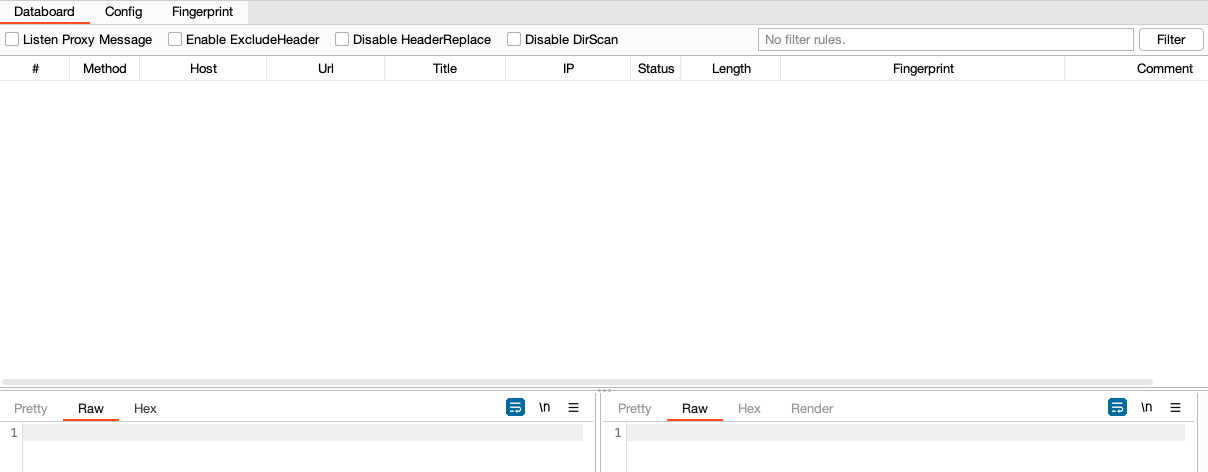 Databoard Config Fingerprint
Listen Proxy Message Enable ExcludeHeader Disable HeaderReplace Disable DirScan No filter rules. Filter
# Method Host Url Title IP Status Length Fingerprint Comment
Pretty Raw Hex \n Pretty Raw Hex Render \n
1 1